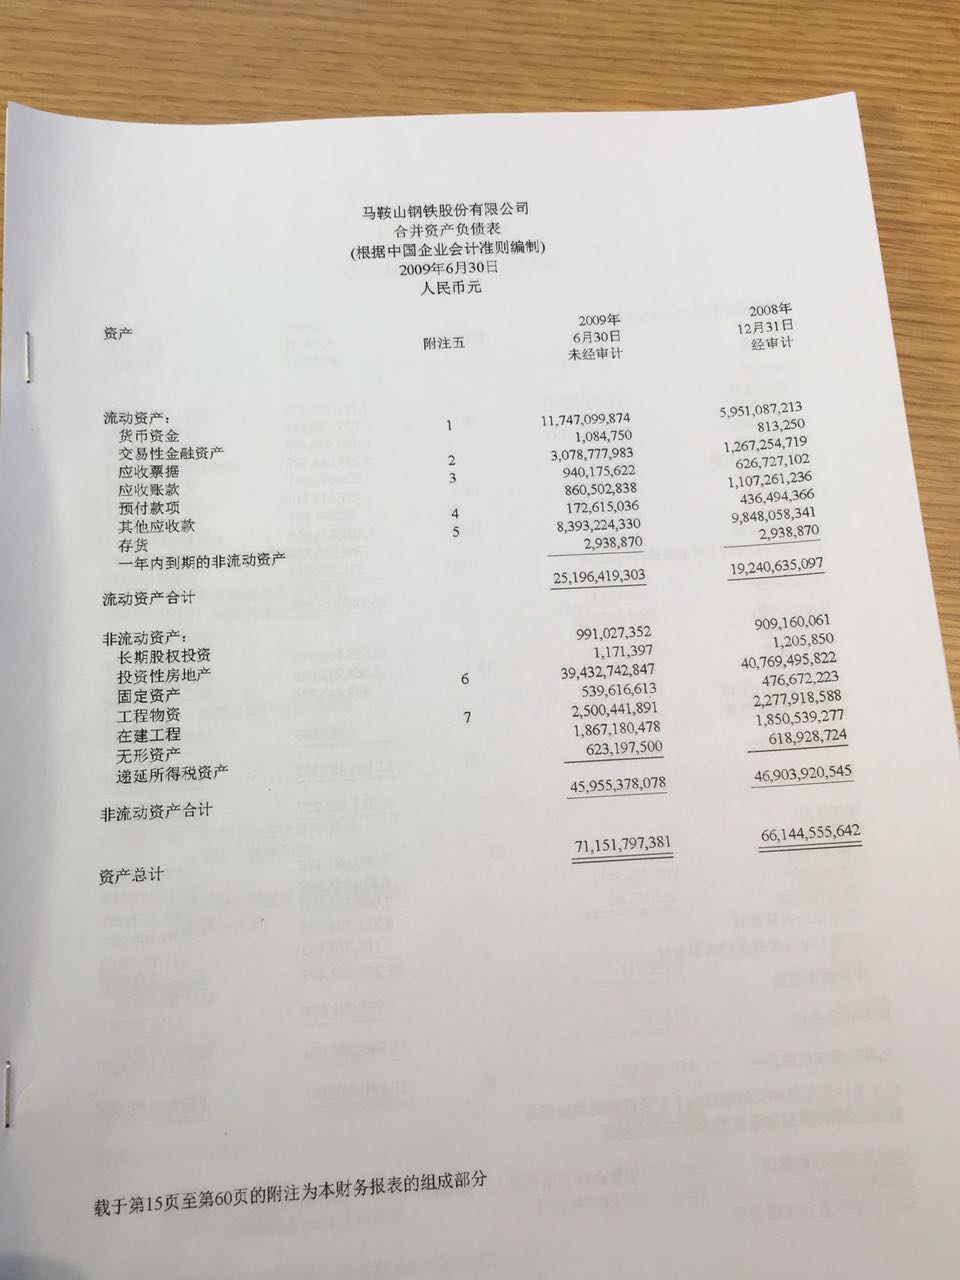 马鞍山钢铁股份有限公司
合并资产负债表
(根据中国企业会计准则编制)
2009年6月30日
人民币元
资产 附注五 2009年 6月30日 未经审计 2008年 12月31日 经审计
流动资产：
货币资金 1 11,747,099,874 5,951,087,213
交易性金融资产 1,084,750 813,250
应收票据 2 3,078,777,983 1,267,254,719
应收账款 3 940,175,622 626,727,102
预付款项 860,502,838 1,107,261,236
其他应收款 4 172,615,036 436,494,366
存货 5 8,393,224,330 9,848,058,341
一年内到期的非流动资产 2,938,870 2,938,870
流动资产合计 25,196,419,303 19,240,635,097
非流动资产：
长期股权投资 991,027,352 909,160,061
投资性房地产 1,171,397 1,205,850
固定资产 6 39,432,742,847 40,769,495,822
工程物资 539,616,613 476,672,223
在建工程 7 2,500,441,891 2,277,918,588
无形资产 1,867,180,478 1,850,539,277
递延所得税资产 623,197,500 618,928,724
非流动资产合计 45,955,378,078 46,903,920,545
资产总计 71,151,797,381 66,144,555,642
载于第15页至第60页的附注为本财务报表的组成部分